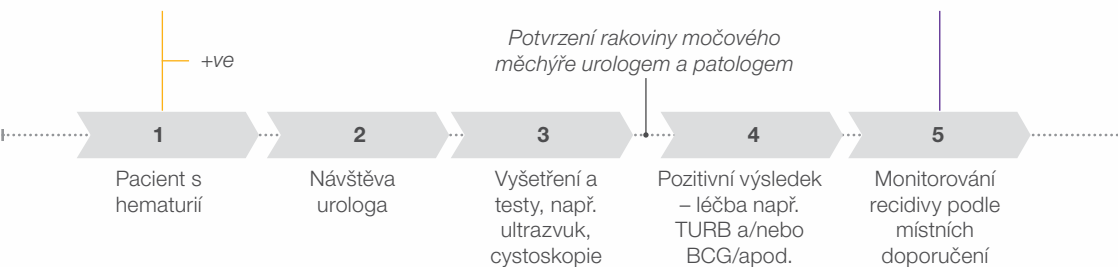 +ve
Potvrzení rakoviny močového
měchýře urologem a patologem
1
2
3
4
5
Pacient s
hematurií
Návštěva
urologa
Vyšetření a
testy, např.
ultrazvuk,
cystoskopie
Pozitivní výsledek
– léčba např.
TURB a/nebo
BCG/apod.
Monitorování
recidivy podle
místních
doporučení